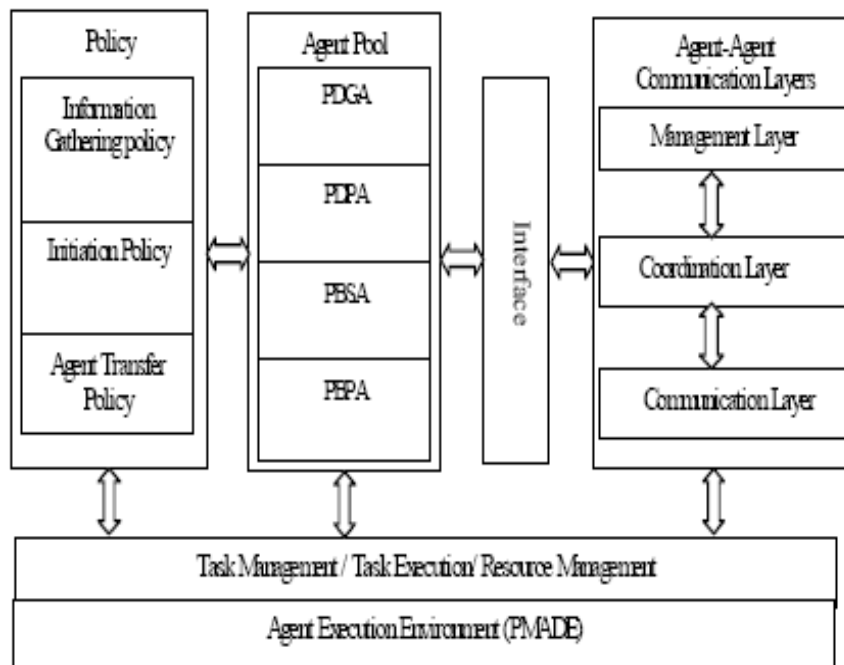 Policy
Information
Gathering policy
Initiation Policy
Agent Transfer
Policy
Agent Pool
PDGA
PDPA
PBSA
PBPA
Interface
Agent-Agent
Communication Layers
Management Layer
Coordination Layer
Communication Layer
Task Management / Task Execution/ Resource Management
Agent Execution Environment (PMADE)